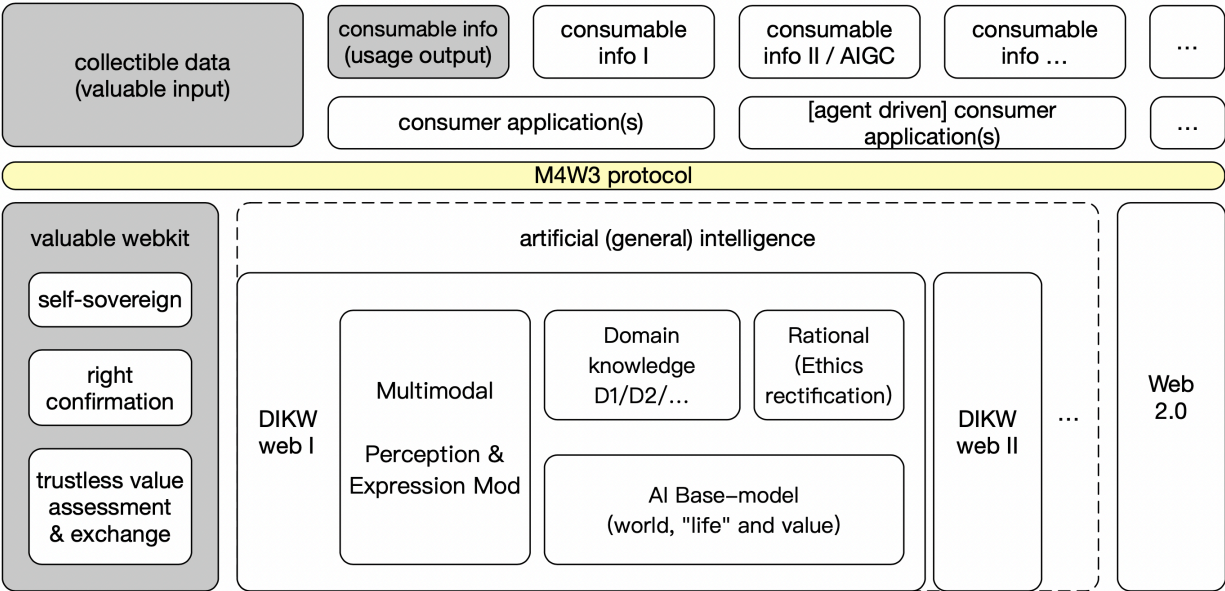 collectible data
(valuable input)
consumable info
(usage output)
consumable
info I
consumable
info II / AIGC
consumable
info …
…
consumer application(s)
[agent driven] consumer
application(s)
…
M4W3 protocol
valuable webkit
self-sovereign
right
confirmation
trustless value
assessment
& exchange
artificial (general) intelligence
DIKW
web I
Multimodal
Perception &
Expression Mod
Domain
knowledge
D1/D2/…
Rational
(Ethics
rectification)
AI Base–model
(world, "life" and value)
DIKW
web II
…
Web
2.0